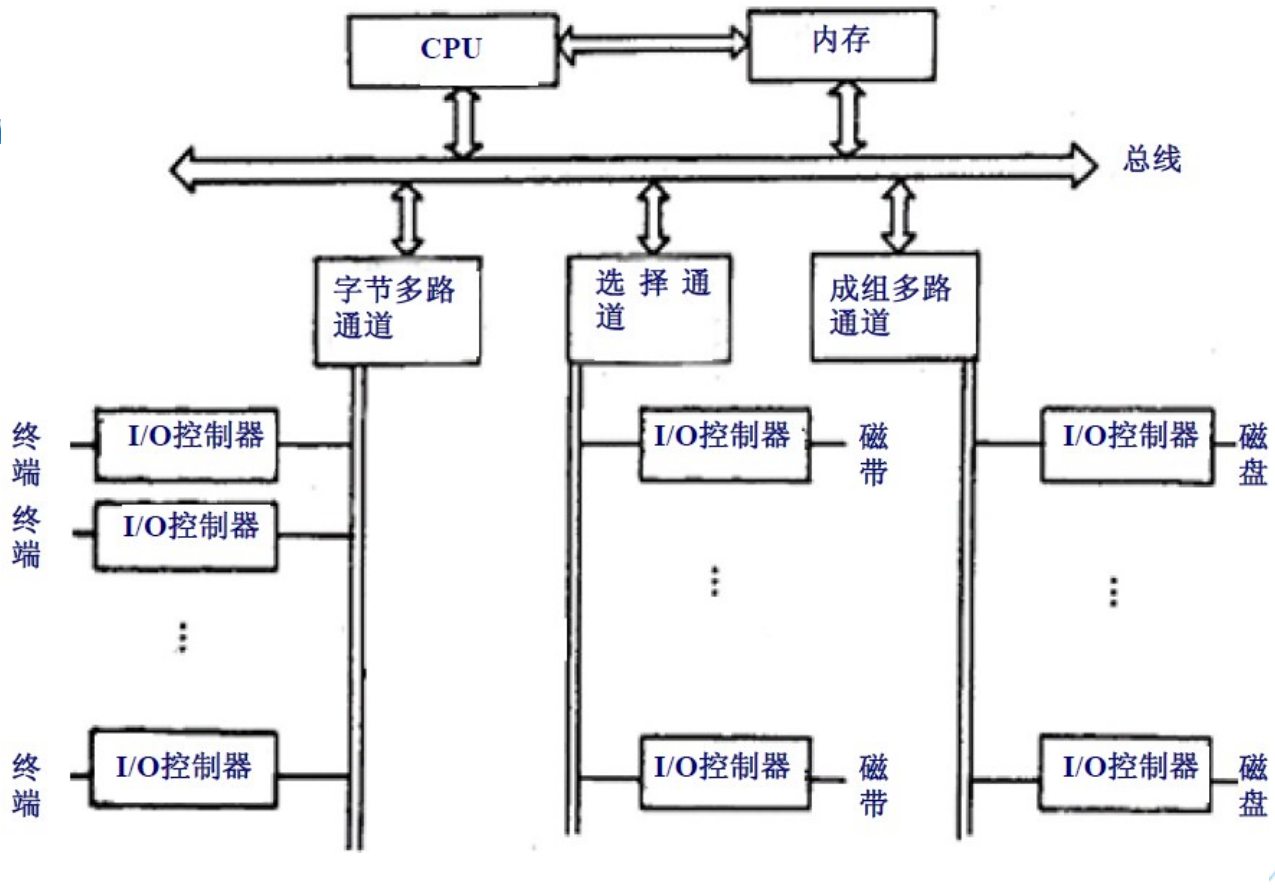 CPU
内存
总线
字节多路
通道
选 择 通
道
成组多路
通道
终
端
I/O控制器
I/O控制器
磁
带
I/O控制器
磁
盘
终
端
I/O控制器
终
端
I/O控制器
I/O控制器
磁
带
I/O控制器
磁
盘